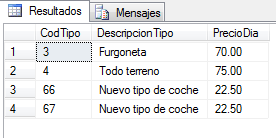 Resultados Mensajes
CodTipo DescripcionTipo PrecioDia
1 3 Furgoneta 70.00
2 4 Todo terreno 75.00
3 66 Nuevo tipo de coche 22.50
4 67 Nuevo tipo de coche 22.50